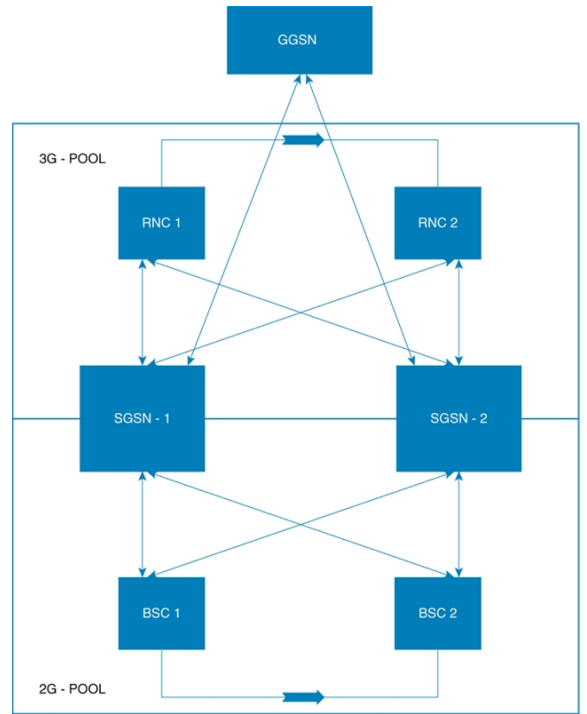 GGSN
3G - POOL
RNC 1
RNC 2
SGSN - 1
SGSN - 2
BSC 1
BSC 2
2G - POOL